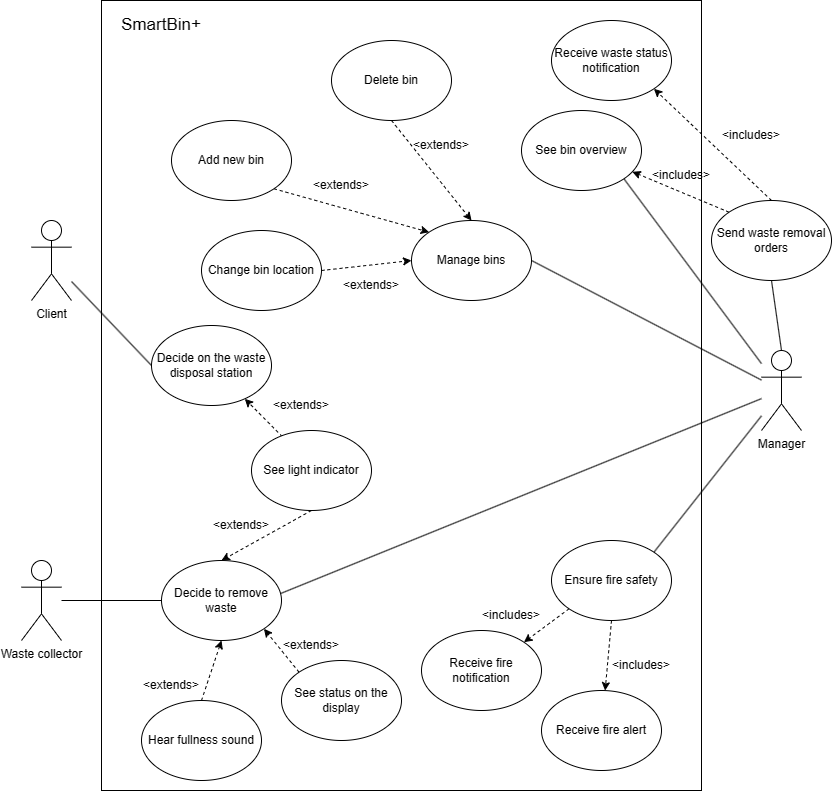 SmartBin+
Receive waste status
notification
Delete bin
<extends>
<includes>
Add new bin
See bin overview
<extends>
<includes>
Send waste removal
orders
Change bin location
<extends>
Manage bins
Client
Decide on the waste
disposal station
<extends>
Manager
See light indicator
<extends>
Decide to remove
waste
Ensure fire safety
Waste collector
<extends>
<includes>
Receive fire
notification
<includes>
<extends>
See status on the
display
Hear fullness sound
Receive fire alert